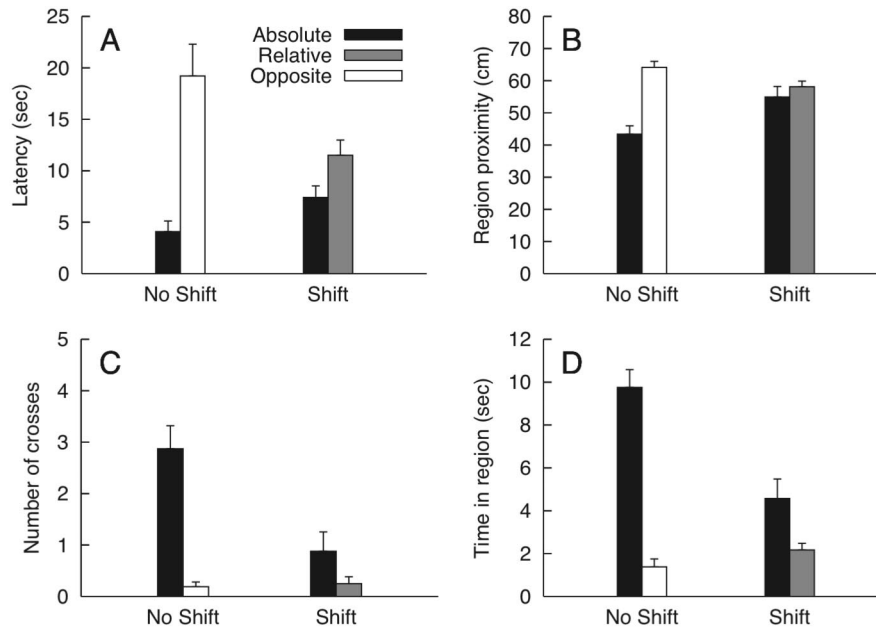 A
Latency (sec)
25
20
15
10
5
0
No Shift
Shift
Absolute
Relative
Opposite
B
Region proximity (cm)
80
70
60
50
40
30
20
10
0
No Shift
Shift
C
Number of crosses
5
4
3
2
1
0
No Shift
Shift
D
Time in region (sec)
12
10
8
6
4
2
0
No Shift
Shift